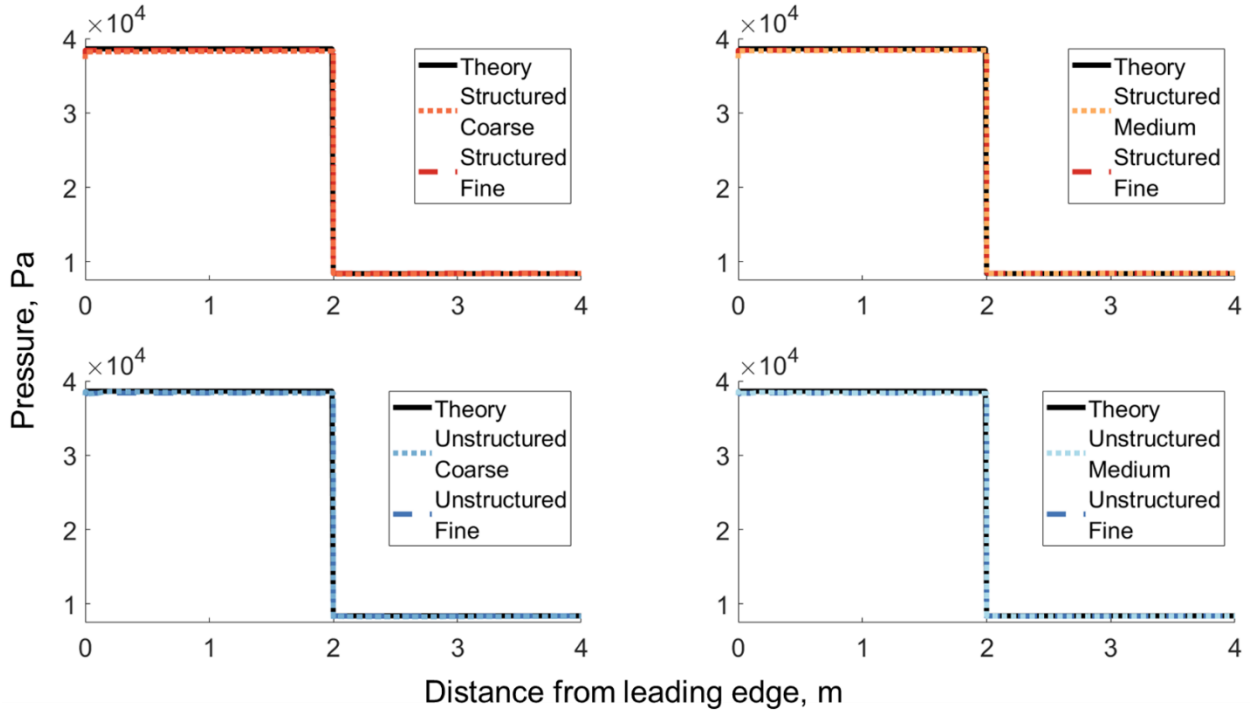 ×10⁴
4
3
2
1
0 1 2 3 4
Theory
Structured
Coarse
Structured
Fine
×10⁴
4
3
2
1
0 1 2 3 4
Theory
Structured
Medium
Structured
Fine
Pressure, Pa
×10⁴
4
3
2
1
0 1 2 3 4
Theory
Unstructured
Coarse
Unstructured
Fine
×10⁴
4
3
2
1
0 1 2 3 4
Theory
Unstructured
Medium
Unstructured
Fine
Distance from leading edge, m